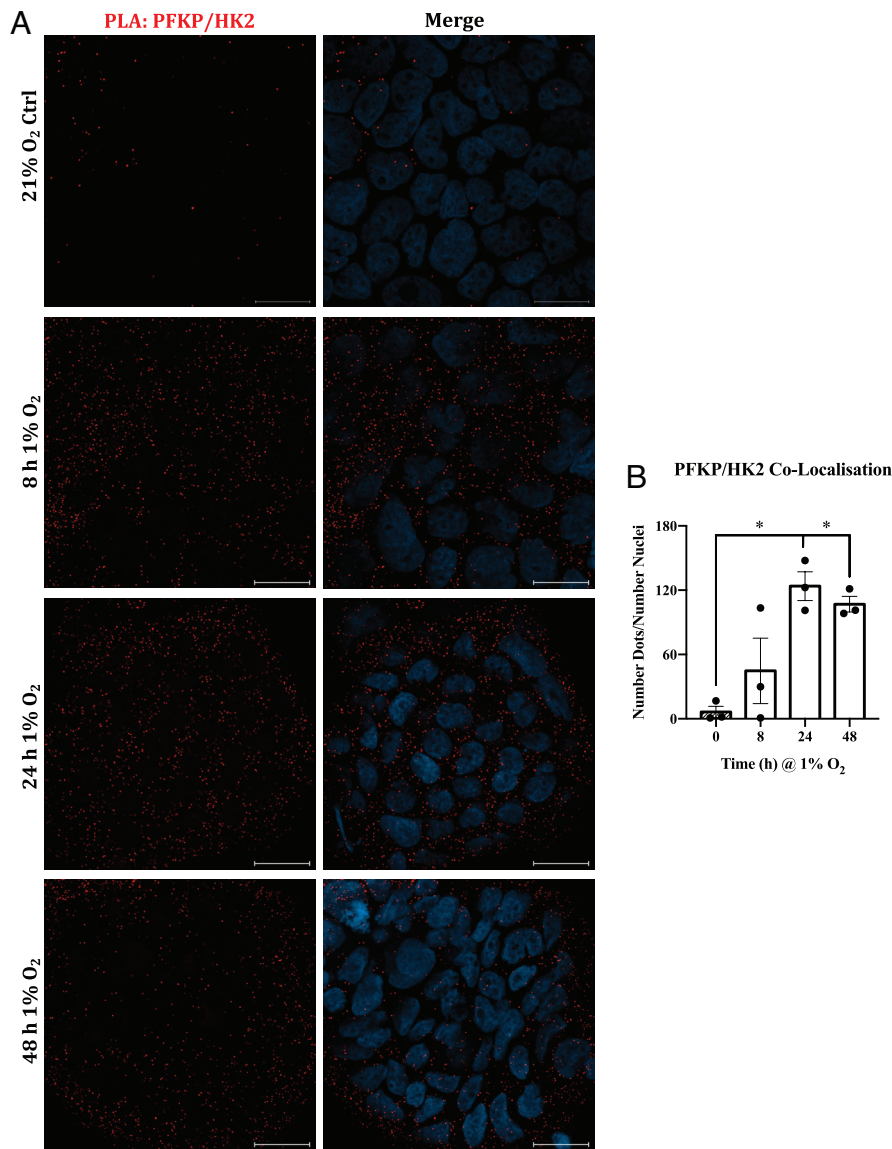 A
PLA: PFKP/HK2
Merge
21% O₂ Ctrl
8 h 1% O₂
24 h 1% O₂
48 h 1% O₂
B
PFKP/HK2 Co-Localisation
Number Dots/Number Nuclei
180
120
60
0
* *
0 8 24 48
Time (h) @ 1% O₂